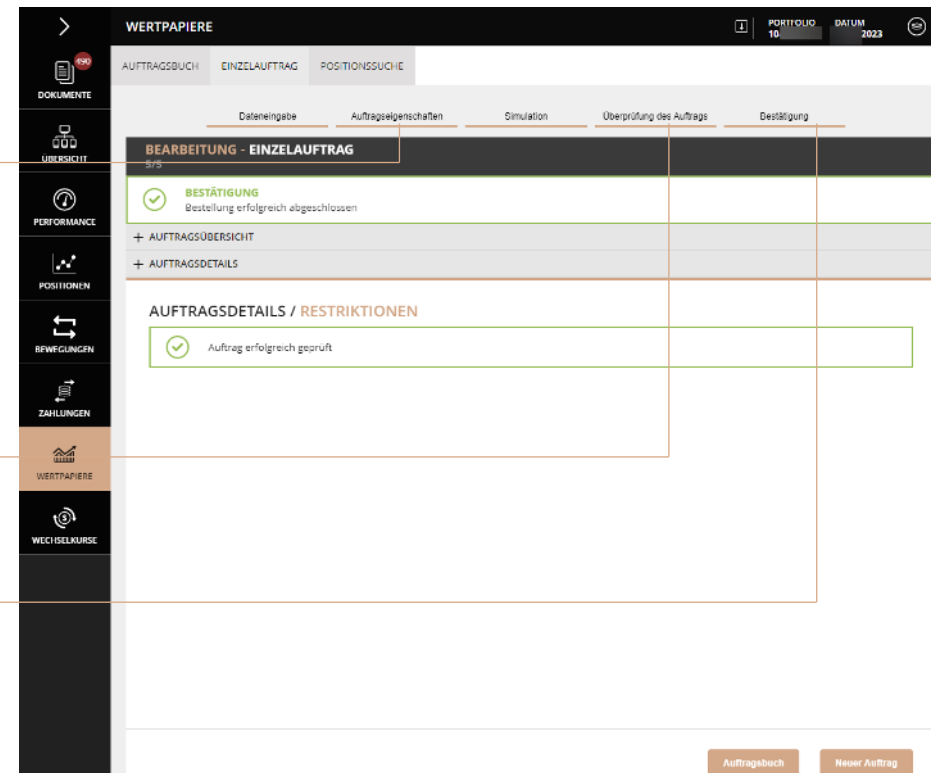 WERTPAPIERE
PORTFOLIO DATUM
10 2023
490
DOKUMENTE
ÜBERSICHT
PERFORMANCE
POSITIONEN
BEWEGUNGEN
ZAHLUNGEN
WERTPAPIERE
WECHSELKURSE
AUFTRAGSBUCH EINZELAUFTRAG POSITIONSSUCHE
Dateneingabe Auftragseigenschaften Simulation Überprüfung des Auftrags Bestätigung
BEARBEITUNG - EINZELAUFTRAG
5/5
BESTÄTIGUNG
Bestellung erfolgreich abgeschlossen
+ AUFTRAGSÜBERSICHT
+ AUFTRAGSDETAILS
AUFTRAGSDETAILS / RESTRIKTIONEN
Auftrag erfolgreich geprüft
Auftragsbuch Neuer Auftrag